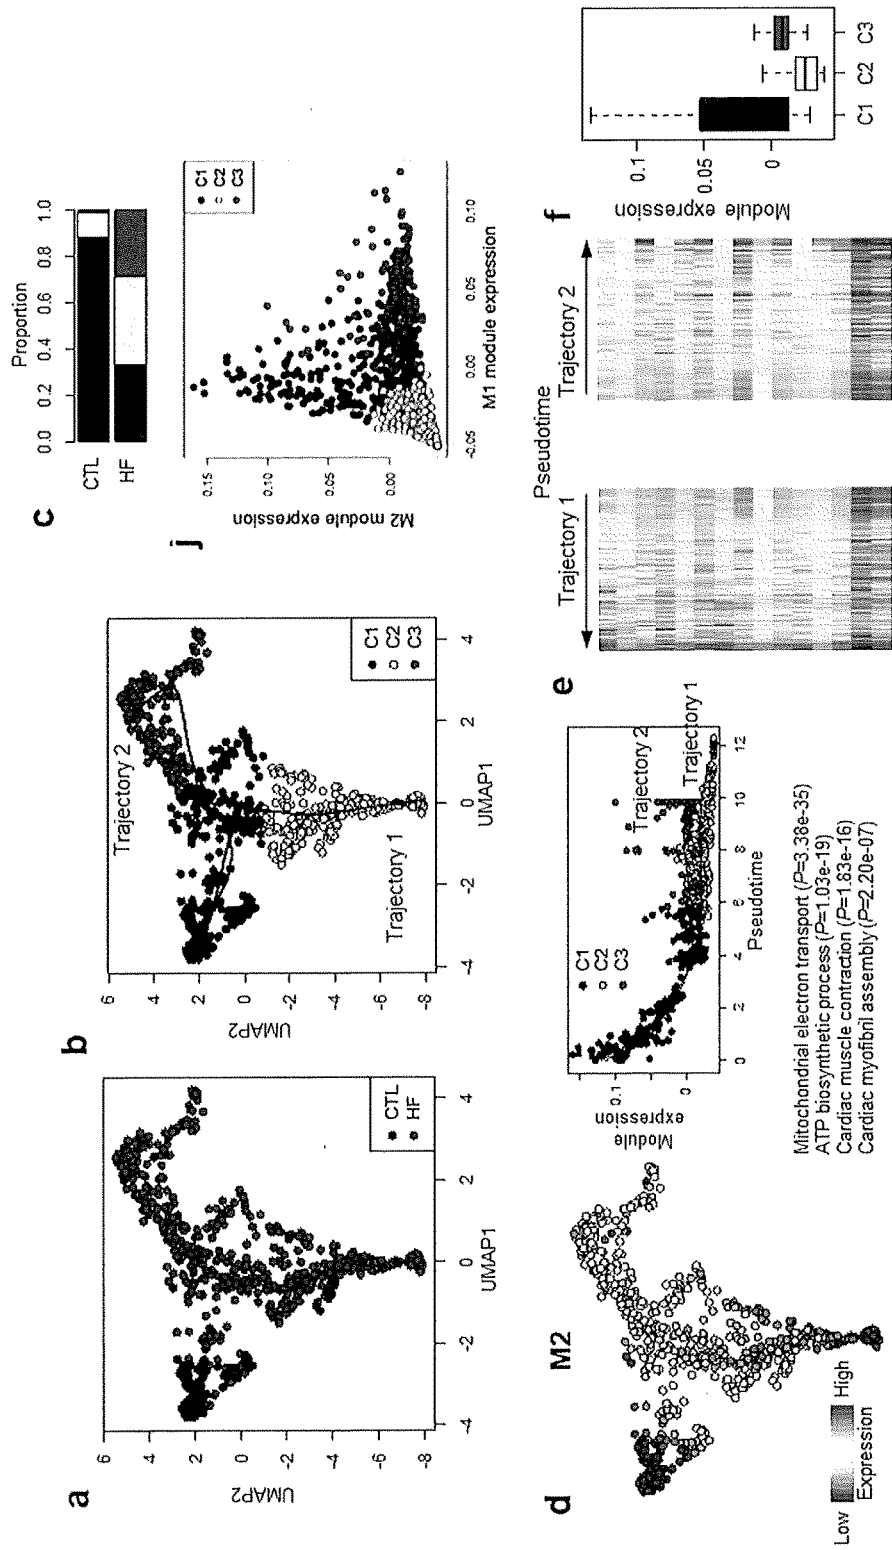 a
UMAP2
6
4
2
0
-2
-4
-6
-8
-4
-2
0
2
4
UMAP1
CTL
HF
b
UMAP2
6
4
2
0
-2
-4
-6
-8
-4
-2
0
2
4
UMAP1
Trajectory 2
Trajectory 1
C1
C2
C3
c
Proportion
0.0
0.2
0.4
0.6
0.8
1.0
CTL
HF
j
M2 module expression
0.15
0.10
0.05
0.00
-0.05
0.00
0.05
0.10
M1 module expression
C1
C2
C3
d
M2
Low
High
Expression
Module
expression
0.1
0
0
2
4
6
8
10
12
Pseudotime
C1
C2
C3
Trajectory 2
Trajectory 1
Mitochondrial electron transport (P=3.38e-35)
ATP biosynthetic process (P=1.03e-19)
Cardiac muscle contraction (P=1.83e-16)
Cardiac myofibril assembly (P=2.20e-07)
e
Pseudotime
Trajectory 1
Trajectory 2
f
Module expression
0.1
0.05
0
C1
C2
C3